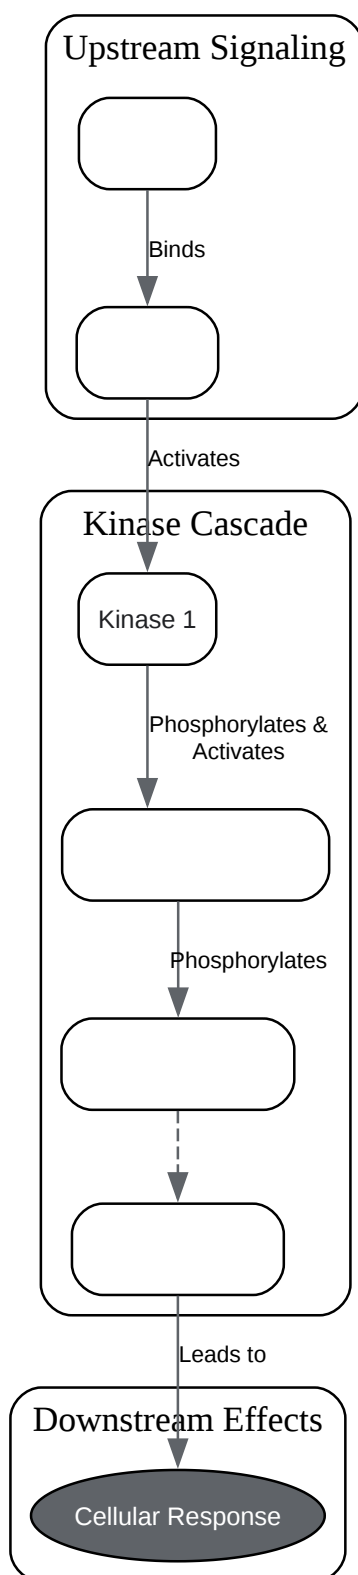 Upstream Signaling
Binds
Activates
Kinase Cascade
Kinase 1
Phosphorylates &
Activates
Phosphorylates
Leads to
Downstream Effects
Cellular Response